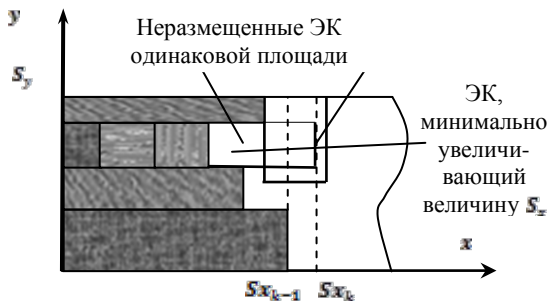 y
S_y
Неразмещенные ЭК
одинаковой площади
ЭК,
минимально
увеличи-
вающий
величину S_x
x
Sx_{k-1}
Sx_k